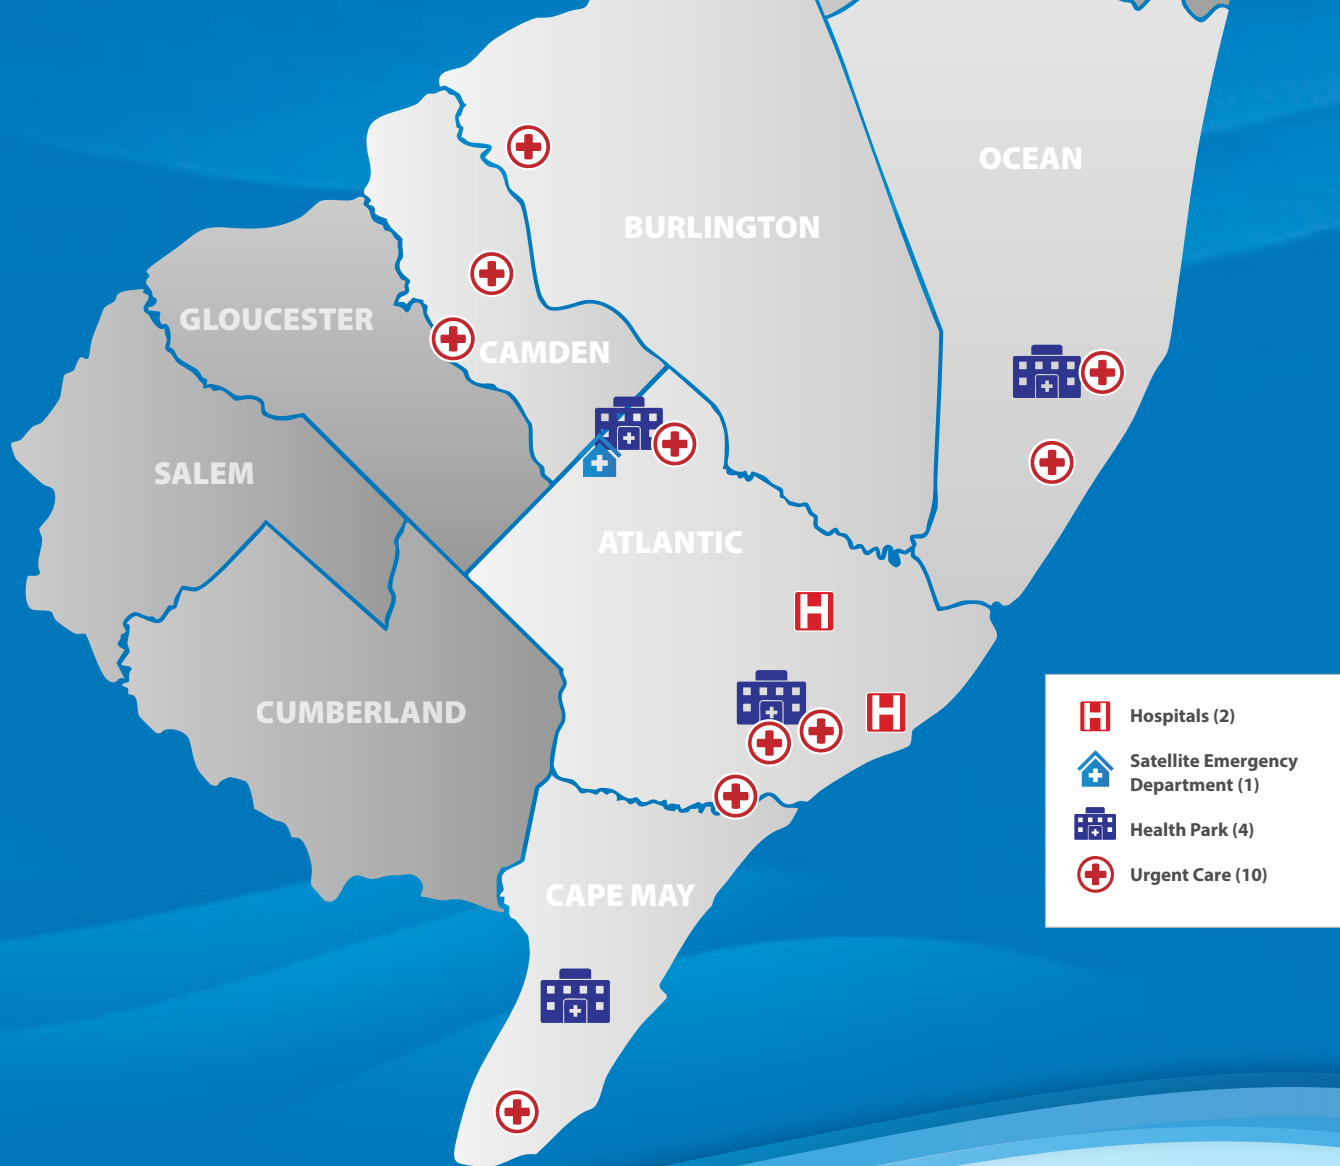 OCEAN
BURLINGTON
GLOUCESTER
CAMDEN
SALEM
ATLANTIC
CUMBERLAND
CAPE MAY
H
H
H
Hospitals (2)
Satellite Emergency
Department (1)
Health Park (4)
Urgent Care (10)